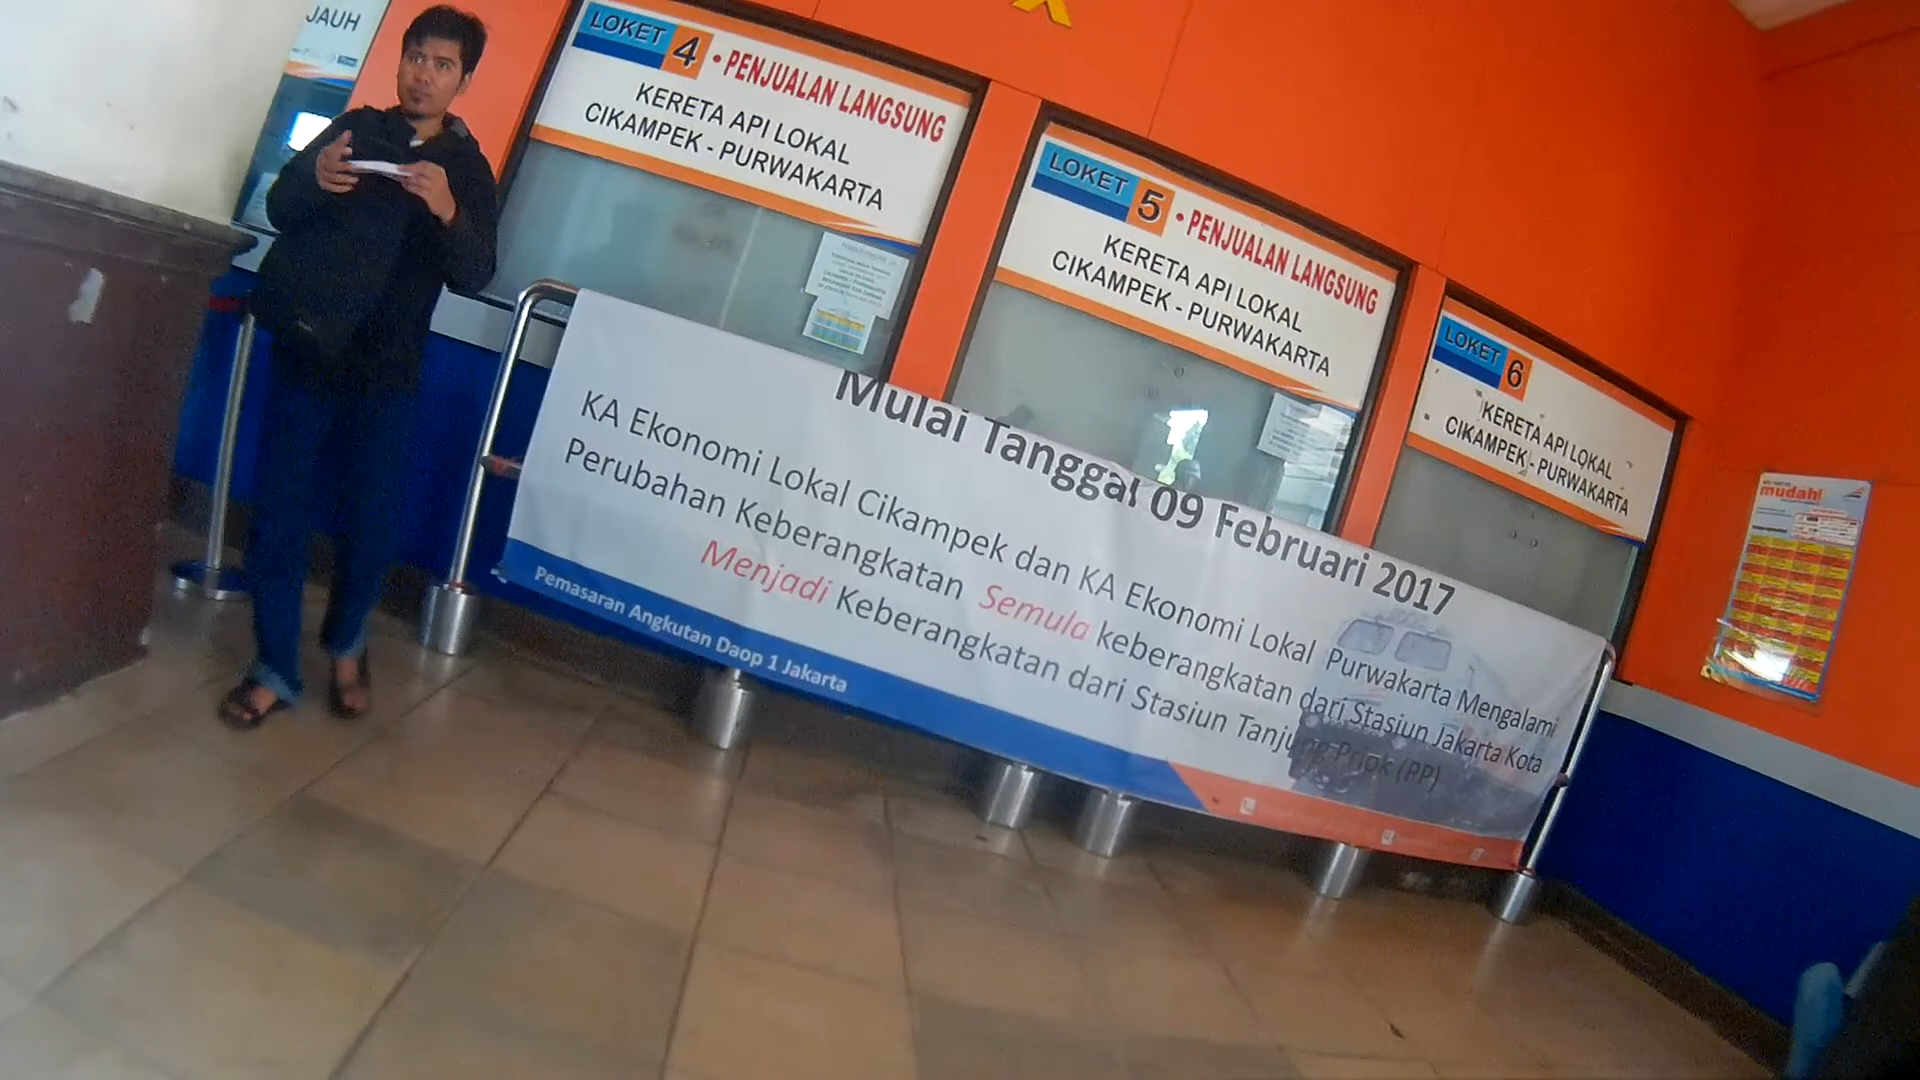 JAUH
LOKET 4 • PENJUALAN LANGSUNG
KERETA API LOKAL
CIKAMPEK - PURWAKARTA
LOKET 5 • PENJUALAN LANGSUNG
KERETA API LOKAL
CIKAMPEK - PURWAKARTA
LOKET 6
KERETA API LOKAL
CIKAMPEK - PURWAKARTA
Mulai Tanggal 09 Februari 2017
KA Ekonomi Lokal Cikampek dan KA Ekonomi Lokal Purwakarta Mengalami
Perubahan Keberangkatan Semula keberangkatan dari Stasiun Jakarta Kota
Menjadi Keberangkatan dari Stasiun Tanjung Priok (PP)
Pemasaran Angkutan Daop 1 Jakarta
mudah!